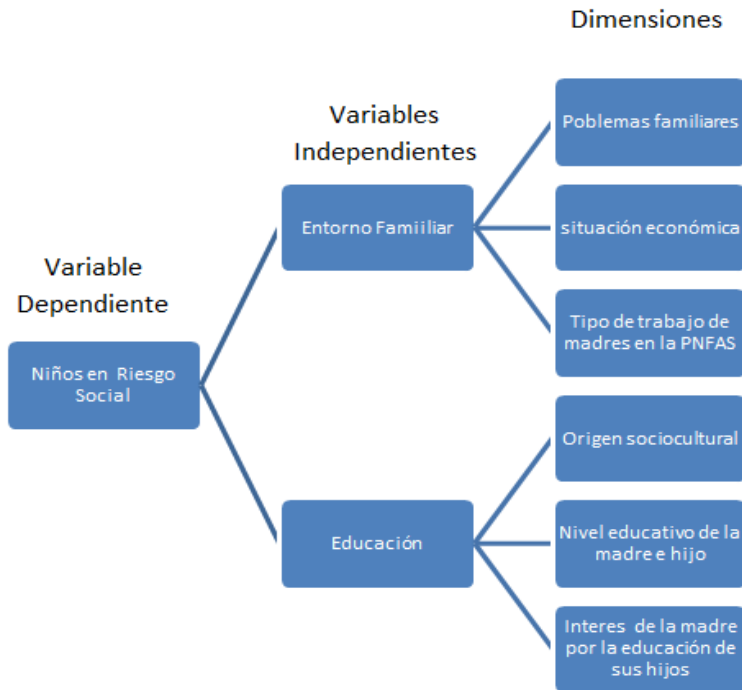 Dimensiones
Variables
Independientes
Variable
Dependiente
Niños en Riesgo
Social
Entorno Famiiliar
Educación
Poblemas familiares
situación económica
Tipo de trabajo de
madres en la PNFAS
Origen sociocultural
Nivel educativo de la
madre e hijo
Interes de la madre
por la educación de
sus hijos